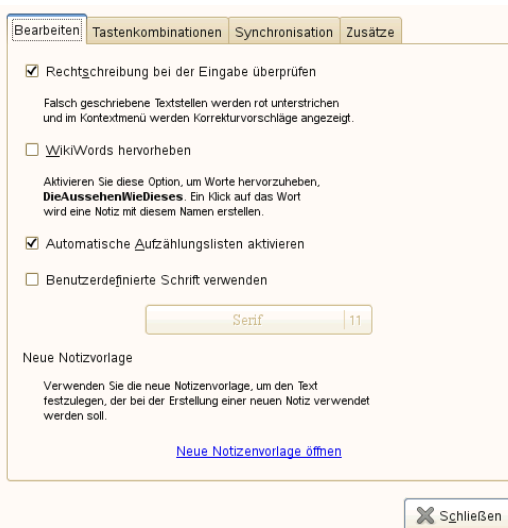 Bearbeiten Tastenkombinationen Synchronisation Zusätze
Rechtschreibung bei der Eingabe überprüfen
Falsch geschriebene Textstellen werden rot unterstrichen
und im Kontextmenü werden Korrekturvorschläge angezeigt.
WikiWords hervorheben
Aktivieren Sie diese Option, um Worte hervorzuheben,
DieAussehenWieDieses. Ein Klick auf das Wort
wird eine Notiz mit diesem Namen erstellen.
Automatische Aufzählungslisten aktivieren
Benutzerdefinierte Schrift verwenden
Serif 11
Neue Notizvorlage
Verwenden Sie die neue Notizenvorlage, um den Text
festzulegen, der bei der Erstellung einer neuen Notiz verwendet
werden soll.
Neue Notizenvorlage öffnen
Schließen